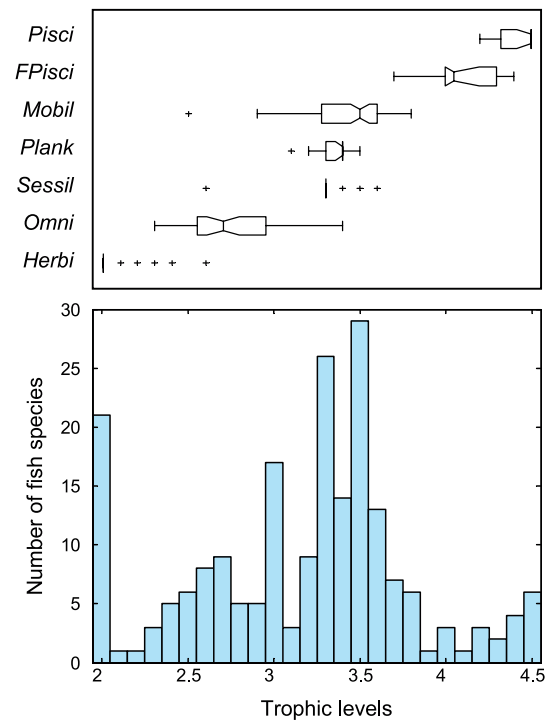 Pisci
FPisci
Mobil
Plank
Sessil
Omni
Herbi
30
25
20
15
10
5
0
Number of fish species
2 2.5 3 3.5 4 4.5
Trophic levels